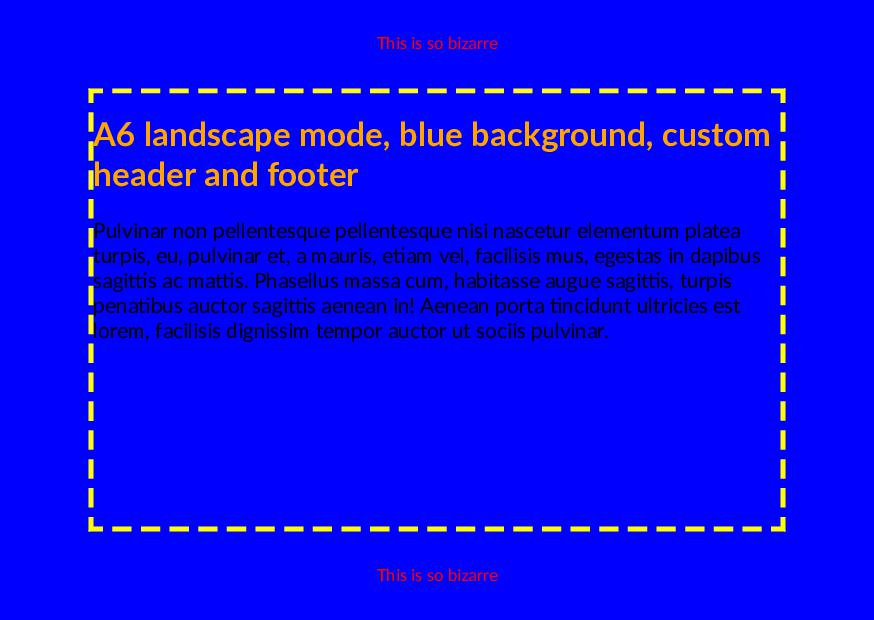 This is so bizarre
A6 landscape mode, blue background, custom
header and footer
Pulvinar non pellentesque pellentesque nisi nascetur elementum platea
turpis, eu, pulvinar et, a mauris, etiam vel, facilisis mus, egestas in dapibus
sagittis ac mattis. Phasellus massa cum, habitasse augue sagittis, turpis
penatibus auctor sagittis aenean in! Aenean porta tincidunt ultricies est
lorem, facilisis dignissim tempor auctor ut sociis pulvinar.
This is so bizarre